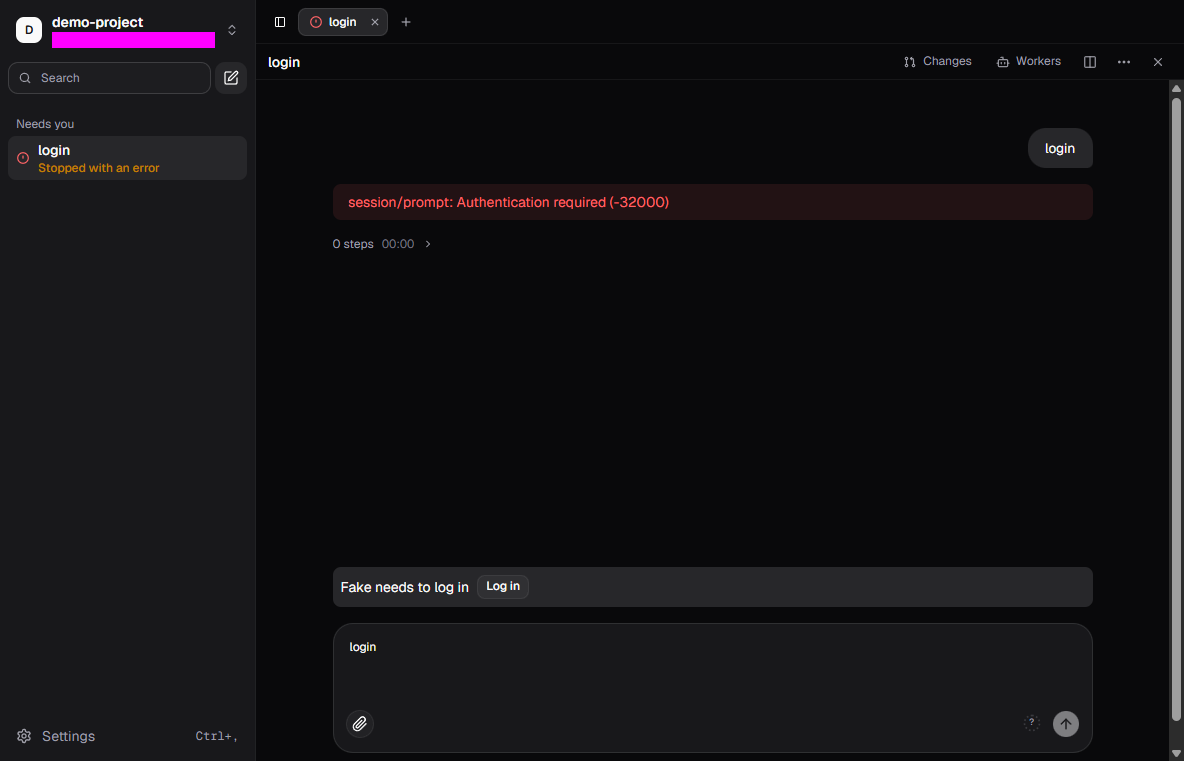 D
demo-project
login
Search
login
Changes
Workers
Needs you
login
Stopped with an error
login
session/prompt: Authentication required (-32000)
0 steps 00:00
Fake needs to log in
Log in
login
?
Settings
Ctrl+,